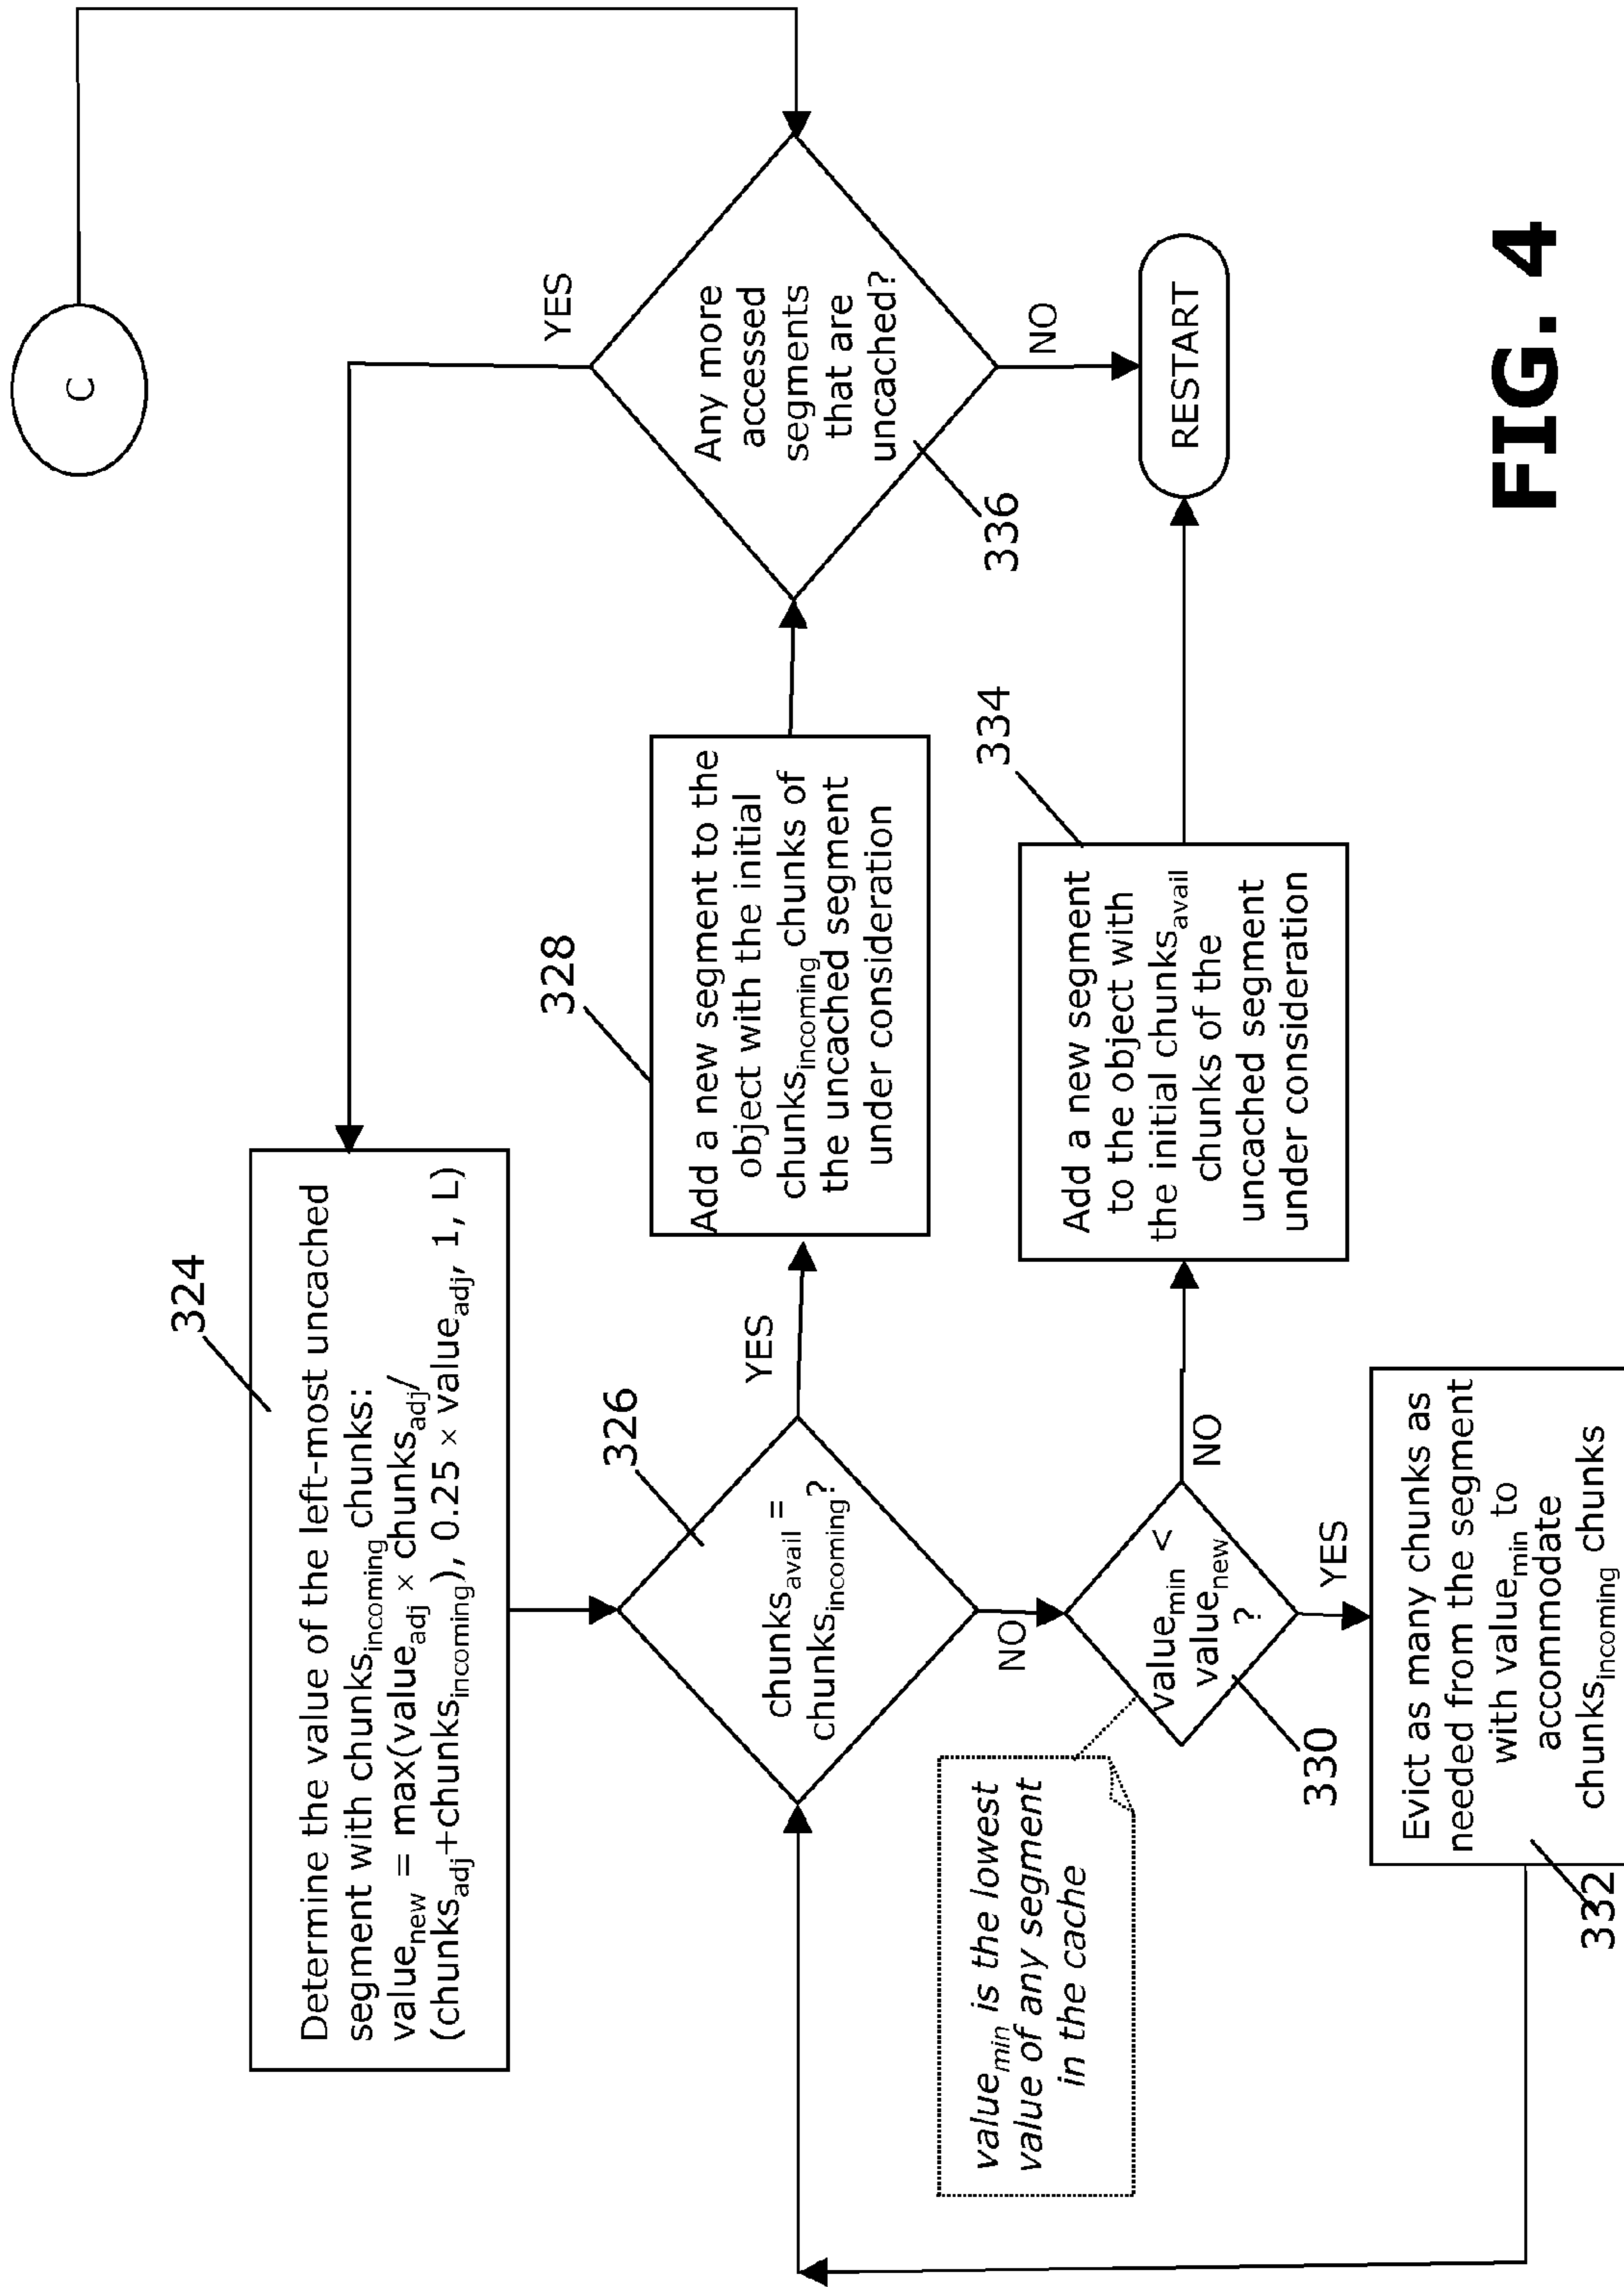 C
324
Determine the value of the left-most uncached
segment with chunks_incoming chunks:
value_new = max(value_adj × chunks_adj/
(chunks_adj+chunks_incoming), 0.25 × value_adj, 1, L)
326
chunks_avail =
chunks_incoming?
YES
NO
328
Add a new segment to the
object with the initial
chunks_incoming chunks of
the uncached segment
under consideration
YES
Any more
accessed
segments
that are
uncached?
336
NO
RESTART
value_min is the lowest
value of any segment
in the cache
value_min <
value_new
?
330
NO
YES
334
Add a new segment
to the object with
the initial chunks_avail
chunks of the
uncached segment
under consideration
Evict as many chunks as
needed from the segment
with value_min to
accommodate
chunks_incoming chunks
332
FIG. 4